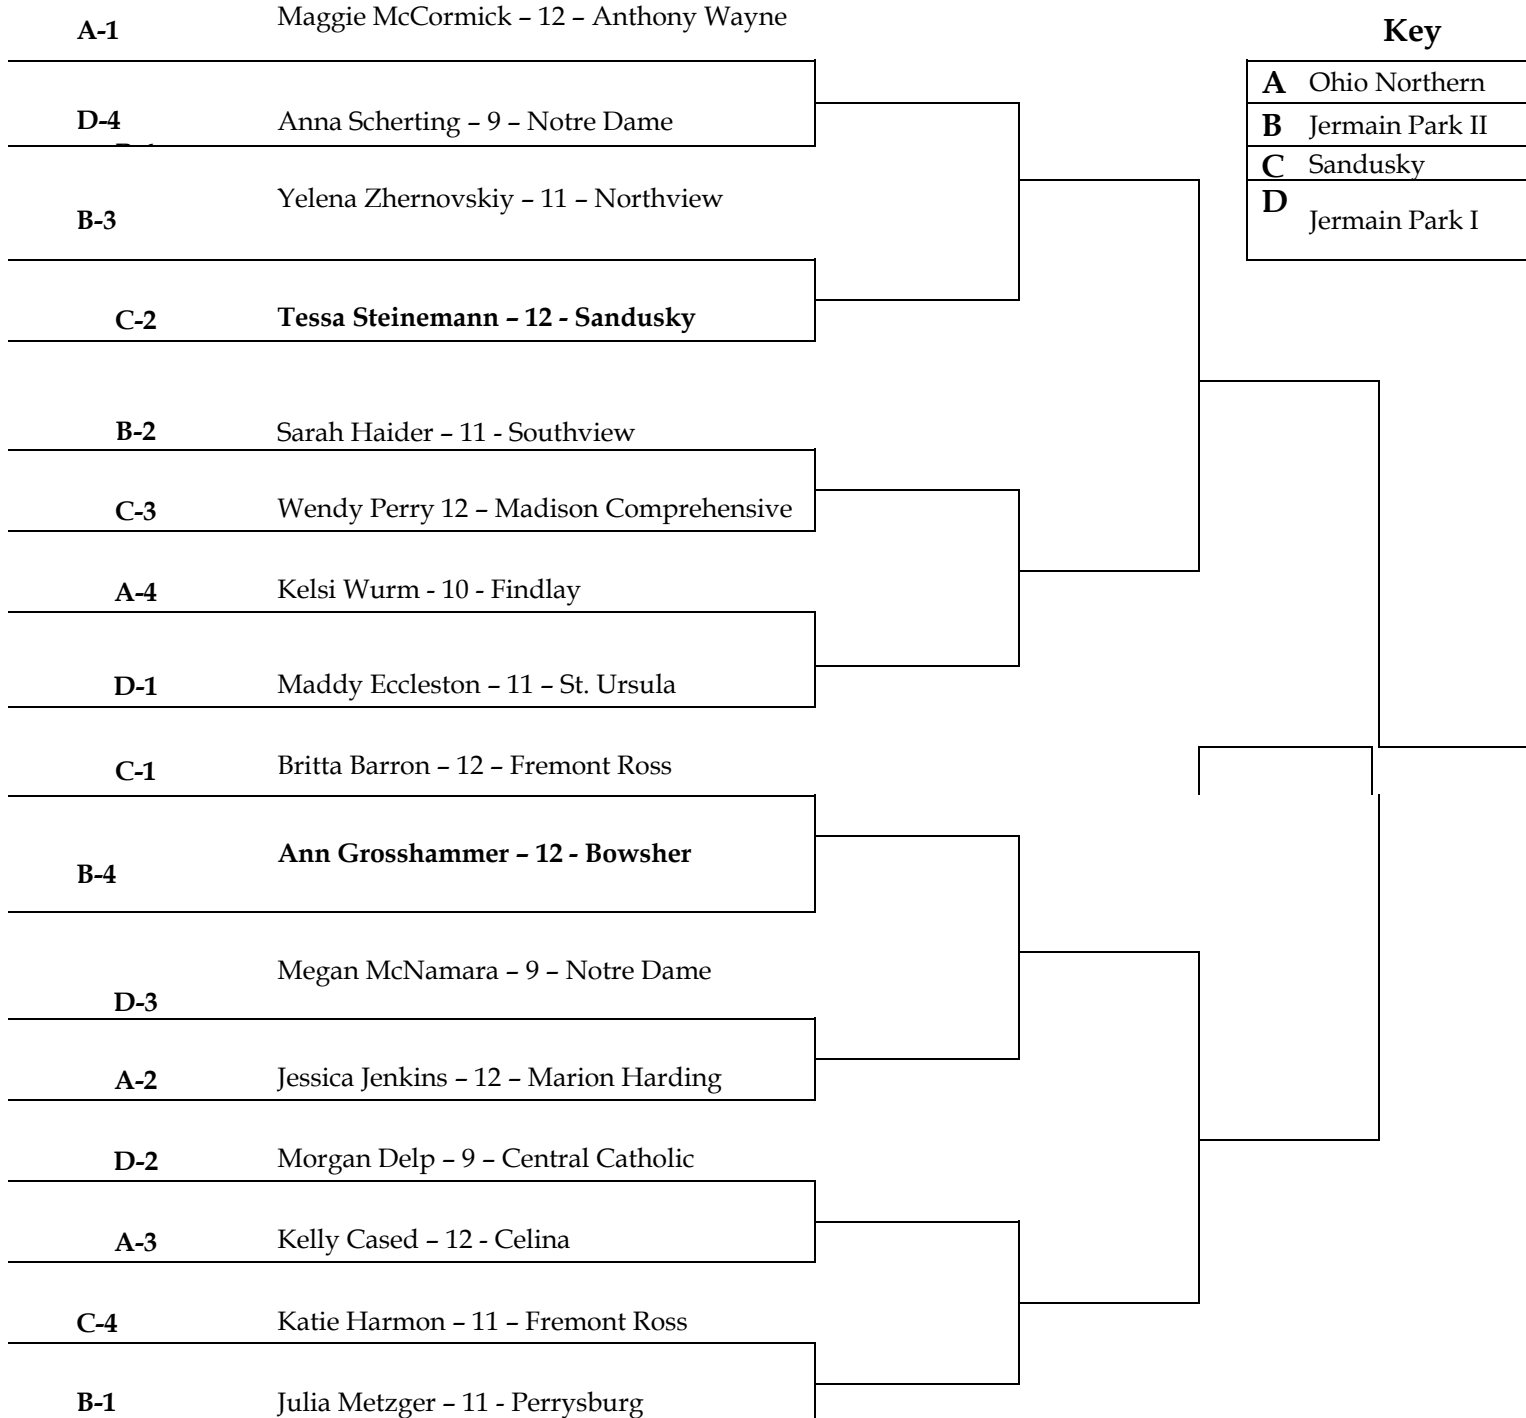 A-1 Maggie McCormick – 12 – Anthony Wayne
Key
A Ohio Northern
D-4 Anna Scherting – 9 – Notre Dame
B Jermain Park II
C Sandusky
B-3 Yelena Zhernovskiy – 11 – Northview
D Jermain Park I
C-2 Tessa Steinemann – 12 - Sandusky
B-2 Sarah Haider – 11 - Southview
C-3 Wendy Perry 12 – Madison Comprehensive
A-4 Kelsi Wurm - 10 - Findlay
D-1 Maddy Eccleston – 11 – St. Ursula
C-1 Britta Barron – 12 – Fremont Ross
B-4 Ann Grosshammer – 12 - Bowsher
D-3 Megan McNamara – 9 – Notre Dame
A-2 Jessica Jenkins – 12 – Marion Harding
D-2 Morgan Delp – 9 – Central Catholic
A-3 Kelly Cased – 12 - Celina
C-4 Katie Harmon – 11 – Fremont Ross
B-1 Julia Metzger – 11 - Perrysburg